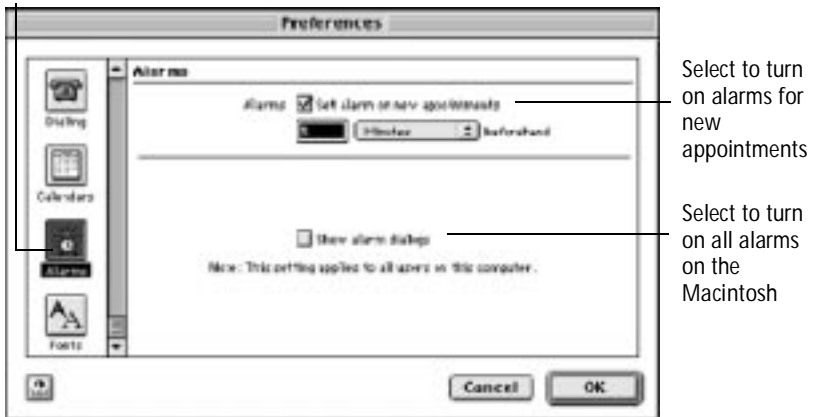 Preferences
Alarms
Dialing
Alarms Set alarm on new appointments
Minutes beforehand
Calendars
Show alarm dialogs
Alarms
Note: This setting applies to all users on this computer.
Fonts
Cancel
OK
Select to turn
on alarms for
new
appointments
Select to turn
on all alarms
on the
Macintosh